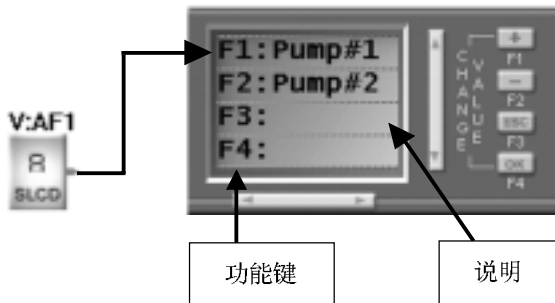 F1:Pump#1
F2:Pump#2
F3:
F4:
V:AF1
SLCD
CHANGE
VALUE
+
F1
-
F2
ESC
F3
OK
F4
功能键
说明